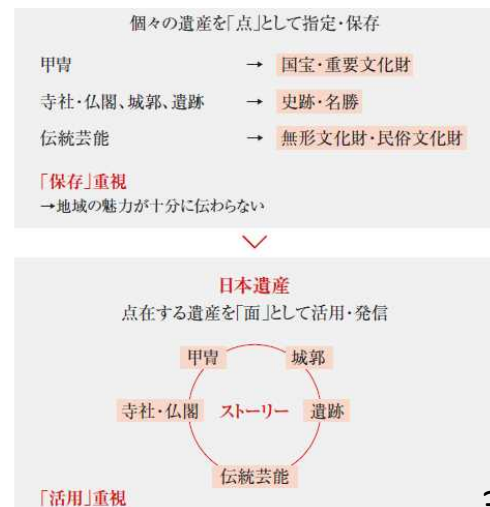 個々の遺産を「点」として指定・保存
甲冑 → 国宝・重要文化財
寺社・仏閣、城郭、遺跡 → 史跡・名勝
伝統芸能 → 無形文化財・民俗文化財
「保存」重視
→地域の魅力が十分に伝わらない
日本遺産
点在する遺産を「面」として活用・発信
甲冑 城郭
寺社・仏閣 ストーリー 遺跡
伝統芸能
「活用」重視